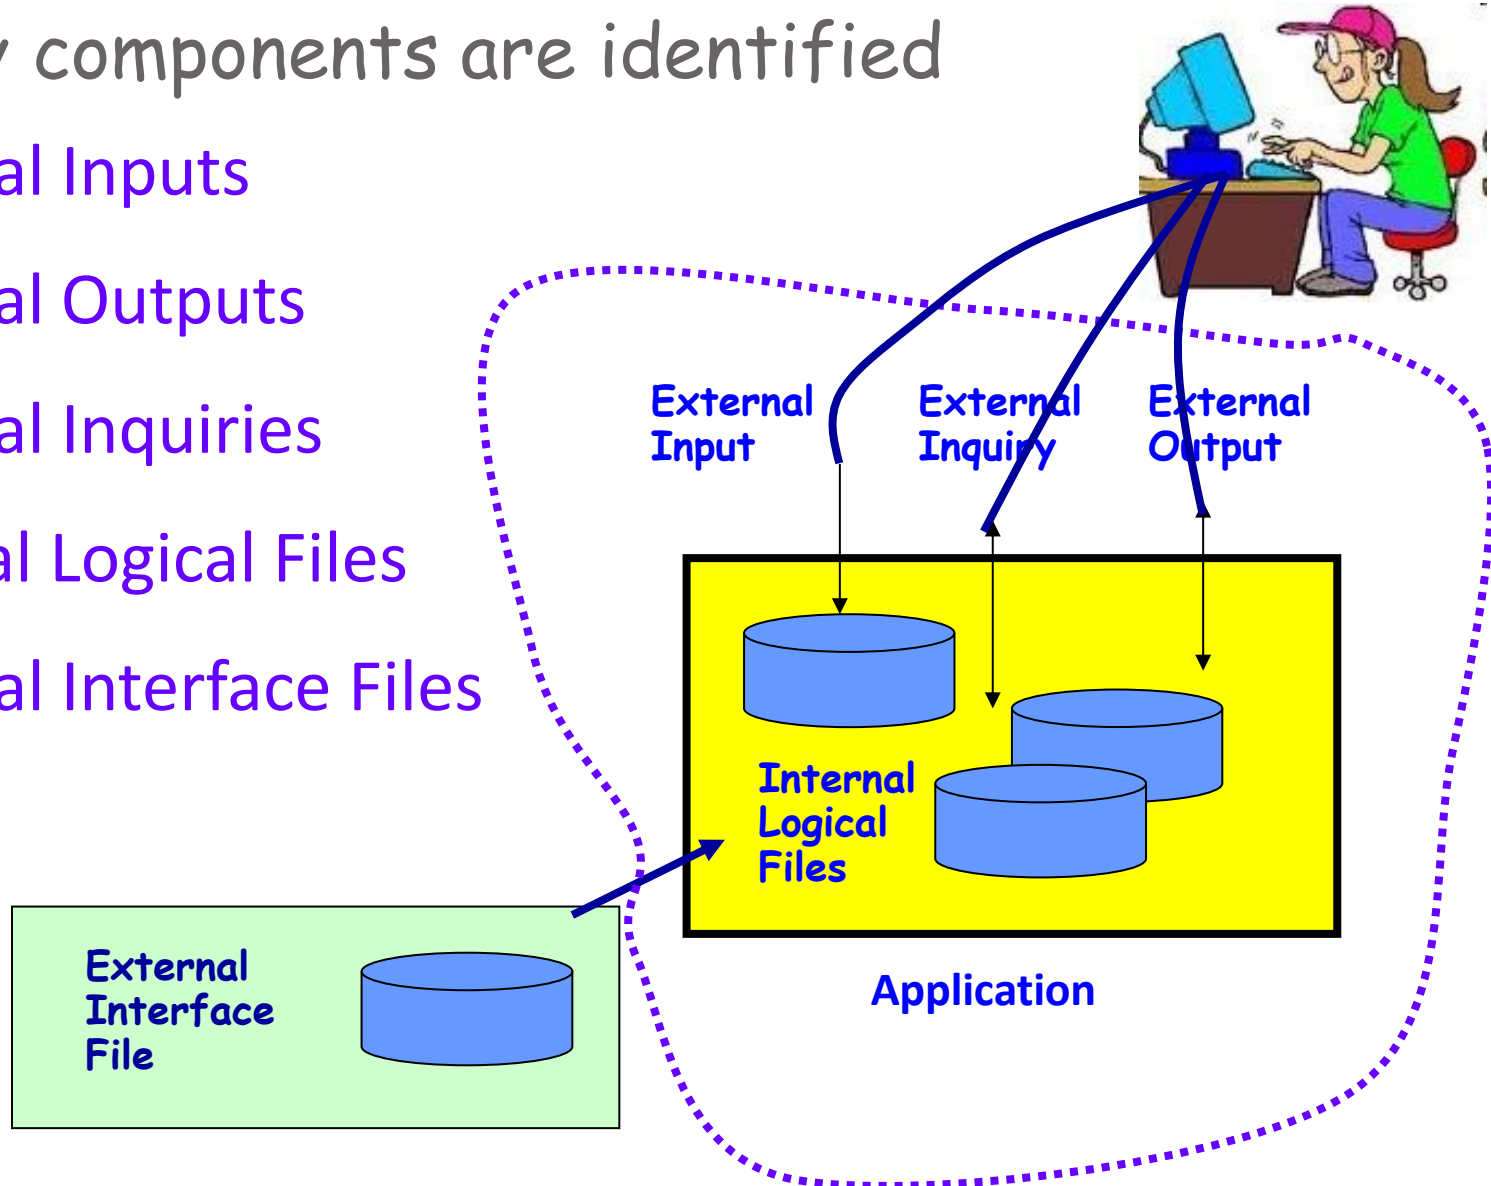 y components are identified
al Inputs
al Outputs
al Inquiries
al Logical Files
al Interface Files
External
Input
External
Inquiry
External
Output
Internal
Logical
Files
External
Interface
File
Application